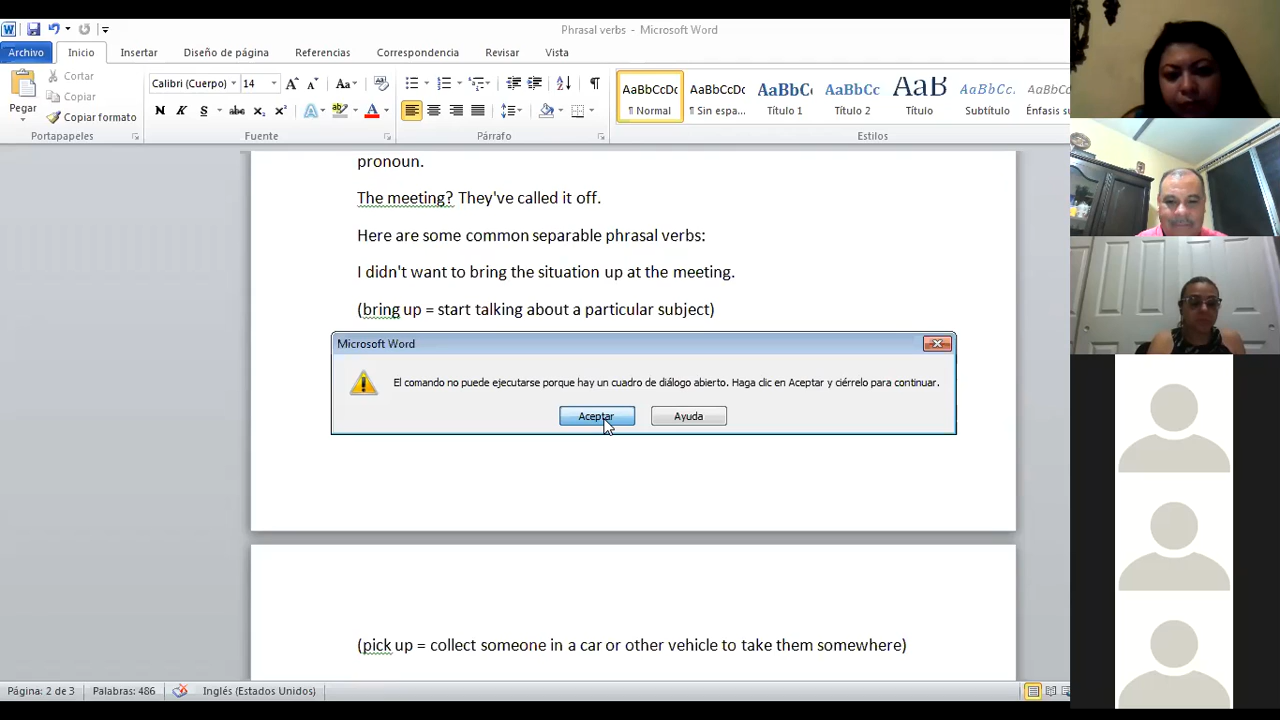 Phrasal verbs - Microsoft Word
Archivo Inicio Insertar Diseño de página Referencias Correspondencia Revisar Vista
Pegar
Cortar
Copiar
Copiar formato
Portapapeles
Calibri (Cuerpo) 14
Fuente
Párrafo
AaBbCcDc AaBbCcDc AaBbCc AaBbCc AaB AaBbCc.
Normal Sin espa... Título 1 Título 2 Título Subtítulo Énfasis
Estilos
pronoun.
The meeting? They've called it off.
Here are some common separable phrasal verbs:
I didn't want to bring the situation up at the meeting.
(bring up = start talking about a particular subject)
Microsoft Word
El comando no puede ejecutarse porque hay un cuadro de diálogo abierto. Haga clic en Aceptar y ciérrelo para continuar.
Aceptar Ayuda
(pick up = collect someone in a car or other vehicle to take them somewhere)
Página: 2 de 3 Palabras: 486 Inglés (Estados Unidos)